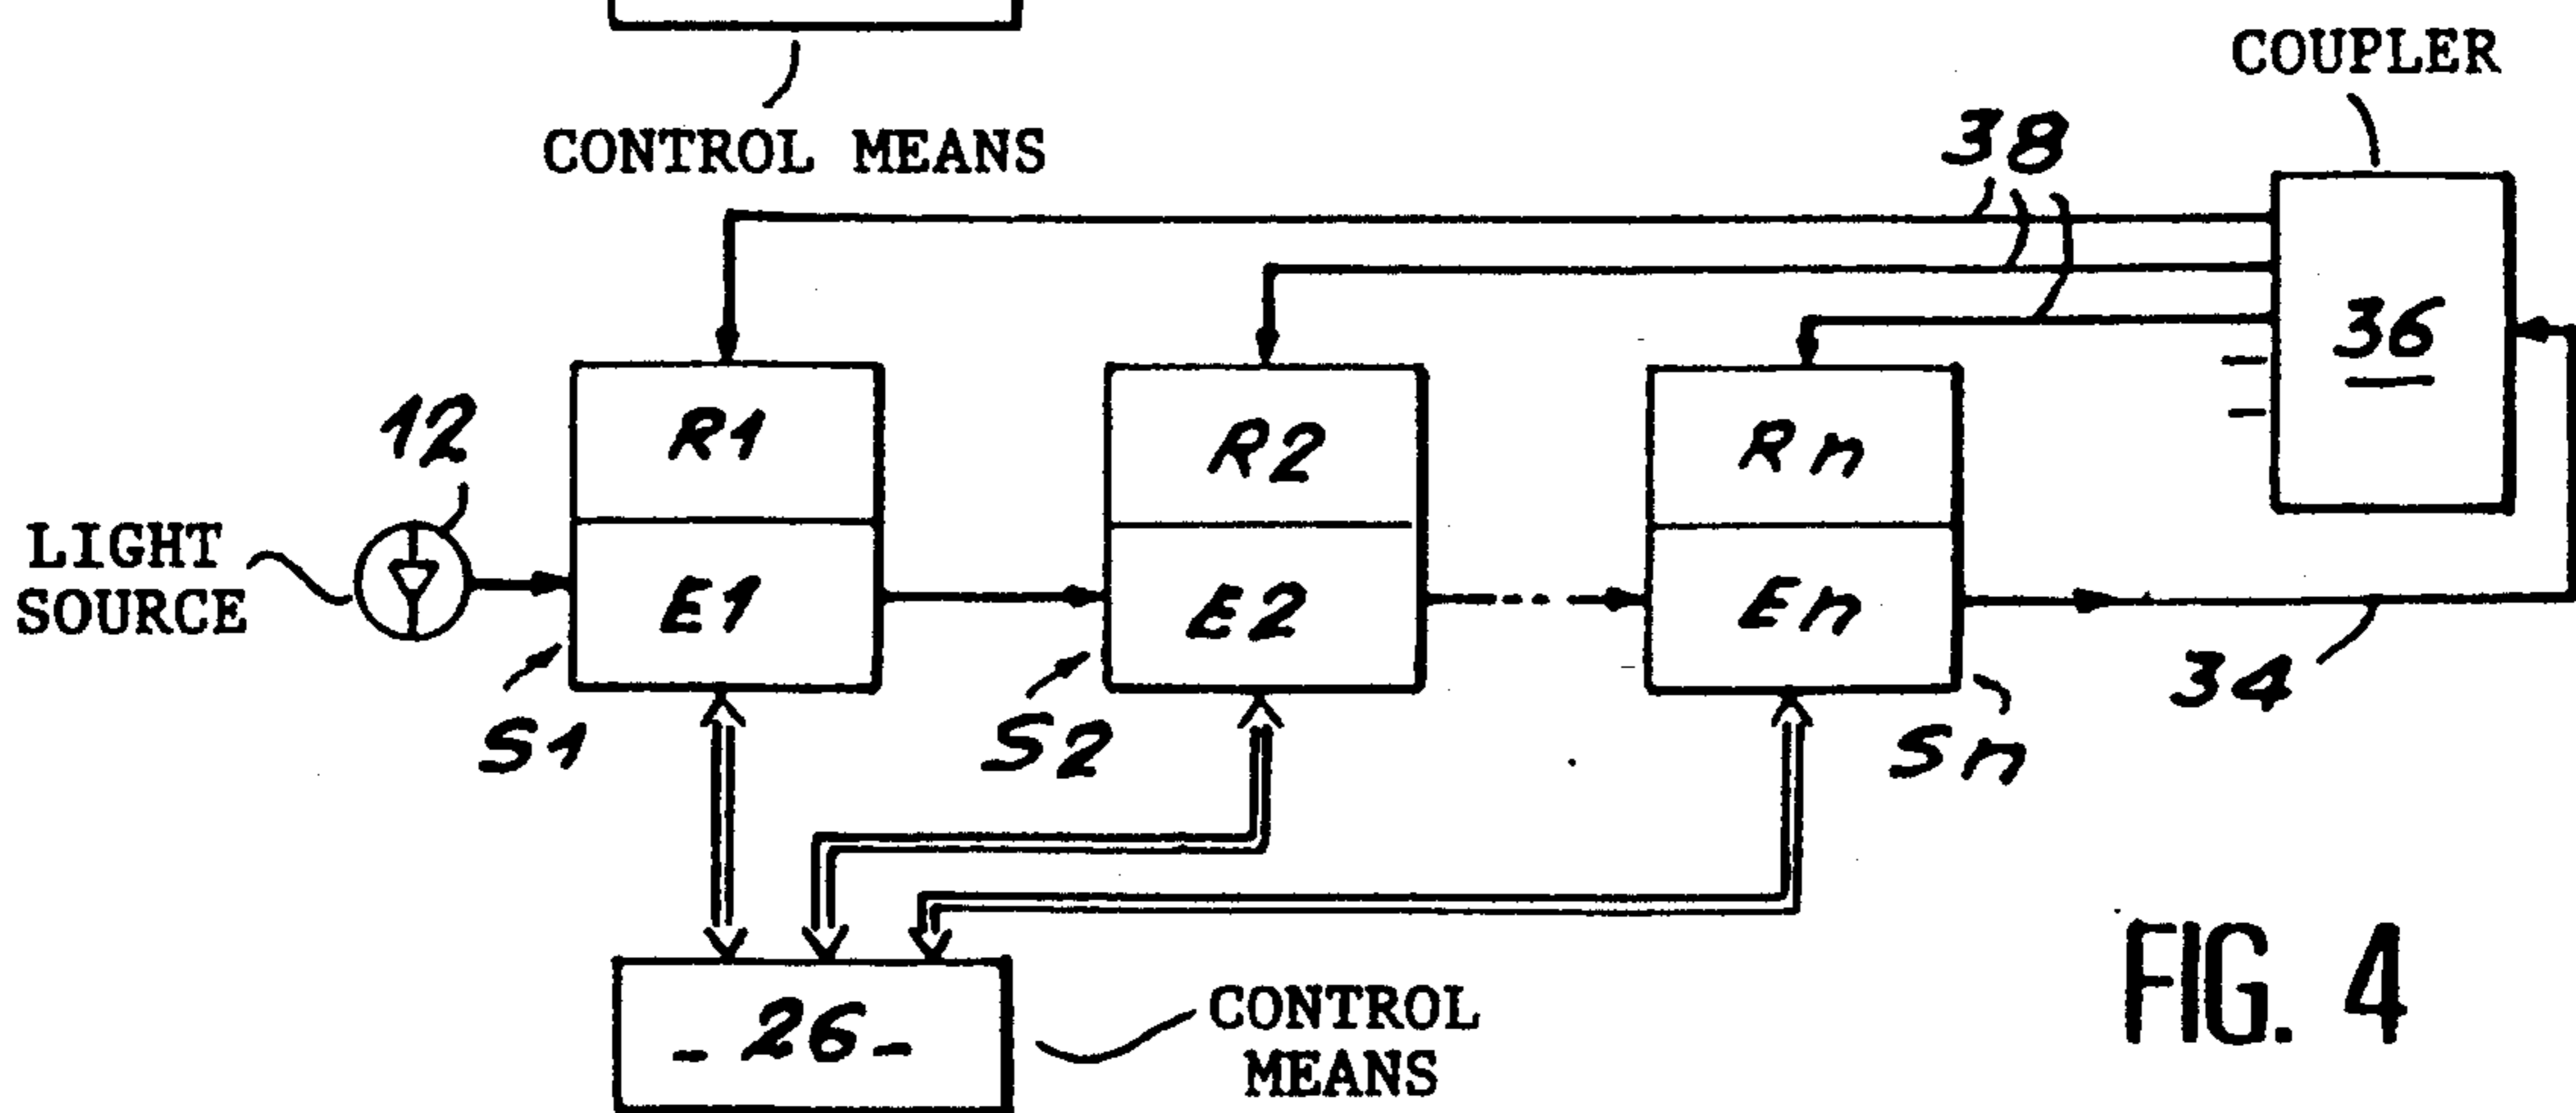 COUPLER
CONTROL MEANS
38
36
12
R1
R2
Rn
LIGHT
SOURCE
E1
E2
En
34
S1
S2
Sn
- 26 -
CONTROL
MEANS
FIG. 4